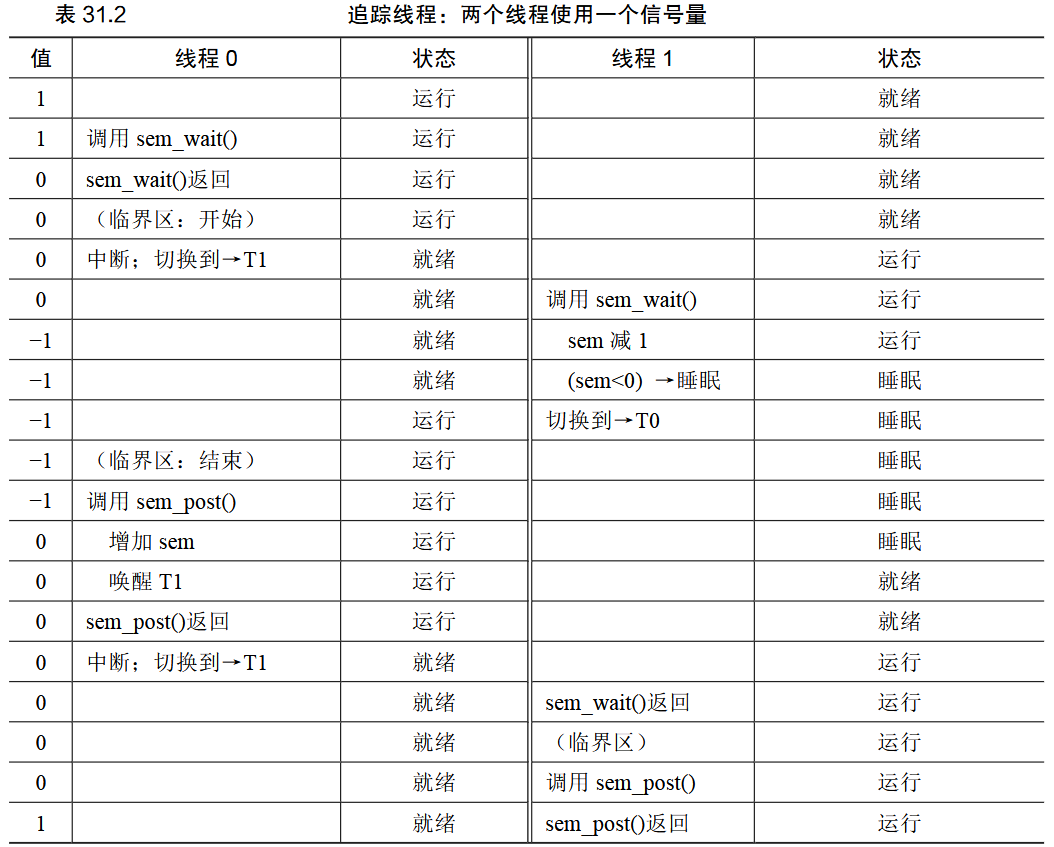 表 31.2 追踪线程：两个线程使用一个信号量
值 线程 0 状态 线程 1 状态
1 运行 就绪
1 调用 sem_wait() 运行 就绪
0 sem_wait()返回 运行 就绪
0 （临界区：开始） 运行 就绪
0 中断；切换到→T1 就绪 运行
0 就绪 调用 sem_wait() 运行
−1 就绪 sem 减 1 运行
−1 就绪 (sem<0) →睡眠 睡眠
−1 运行 切换到→T0 睡眠
−1 （临界区：结束） 运行 睡眠
−1 调用 sem_post() 运行 睡眠
0 增加 sem 运行 睡眠
0 唤醒 T1 运行 就绪
0 sem_post()返回 运行 就绪
0 中断；切换到→T1 就绪 运行
0 就绪 sem_wait()返回 运行
0 就绪 （临界区） 运行
0 就绪 调用 sem_post() 运行
1 就绪 sem_post()返回 运行